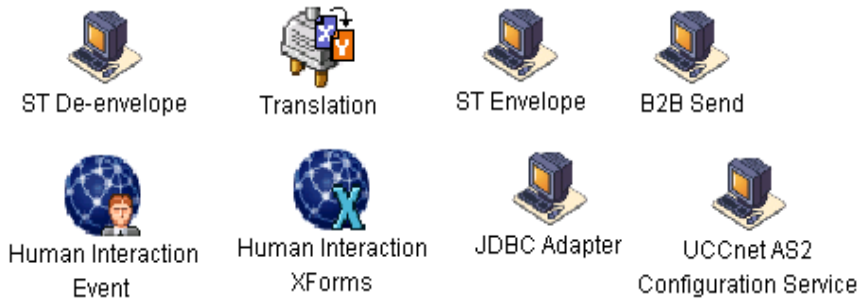 X
Y
ST De-envelope
Translation
ST Envelope
B2B Send
X
Human Interaction
Event
Human Interaction
XForms
JDBC Adapter
UCCnet AS2
Configuration Service